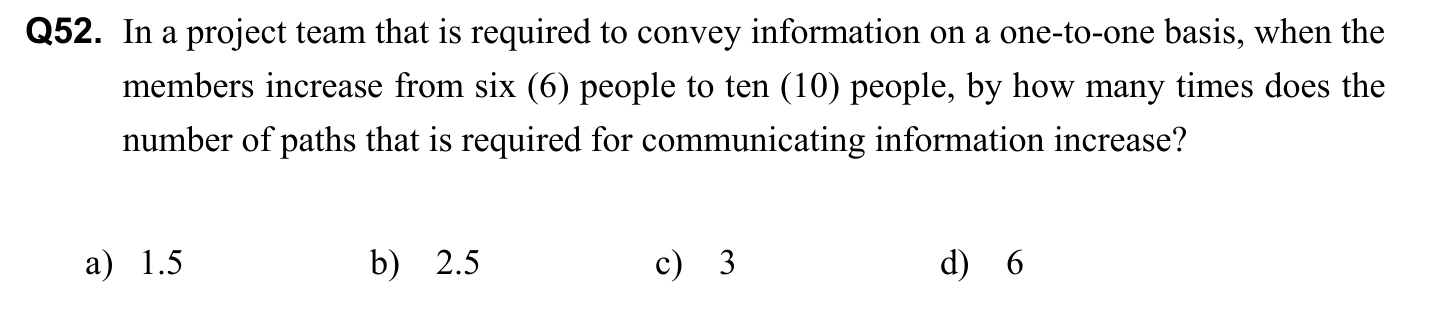 Q52. In a project team that is required to convey information on a one-to-one basis, when the
members increase from six (6) people to ten (10) people, by how many times does the
number of paths that is required for communicating information increase?
a) 1.5 b) 2.5 c) 3 d) 6